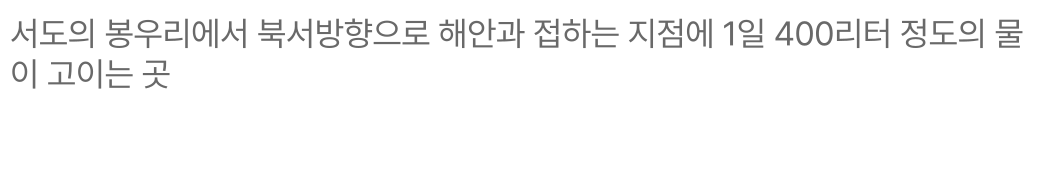 서도의 봉우리에서 북서방향으로 해안과 접하는 지점에 1일 400리터 정도의 물
이 고이는 곳